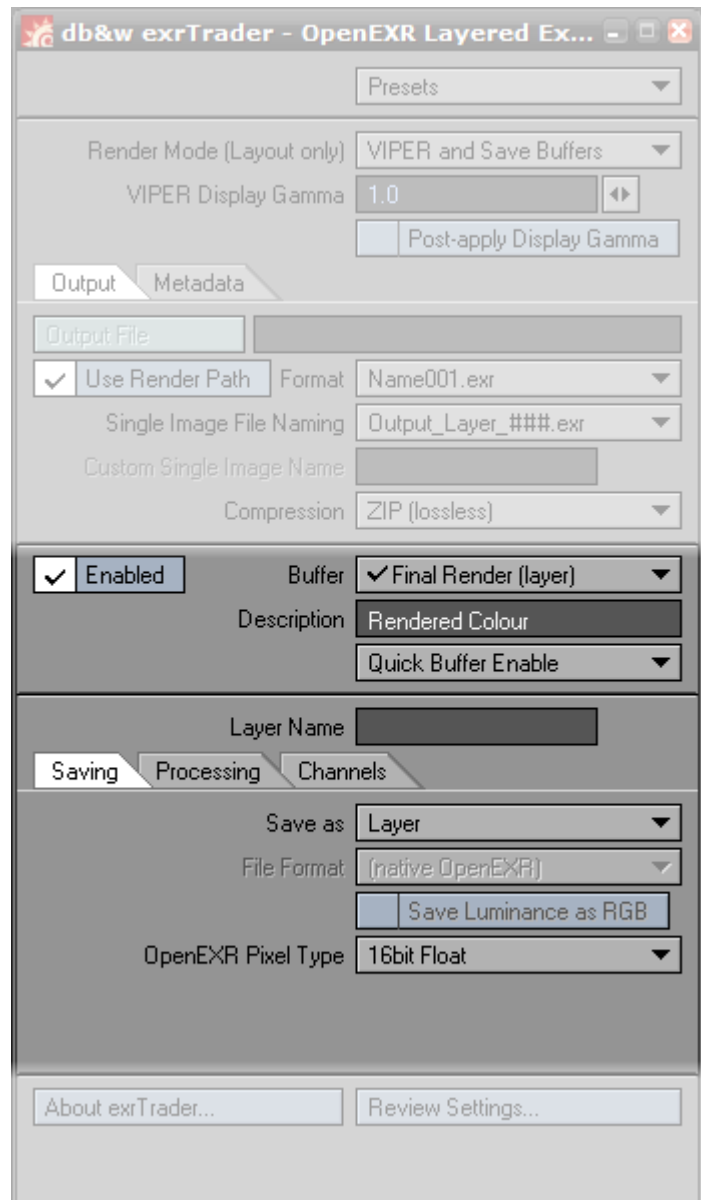 db&w exrTrader - OpenEXR Layered Ex...
Presets
Render Mode (Layout only) VIPER and Save Buffers
VIPER Display Gamma 1.0
Post-apply Display Gamma
Output Metadata
Output File
Use Render Path Format Name001.exr
Single Image File Naming Output_Layer_###.exr
Custom Single Image Name
Compression ZIP (lossless)
Enabled Buffer Final Render (layer)
Description Rendered Colour
Quick Buffer Enable
Layer Name
Saving Processing Channels
Save as Layer
File Format (native OpenEXR)
Save Luminance as RGB
OpenEXR Pixel Type 16bit Float
About exrTrader... Review Settings...